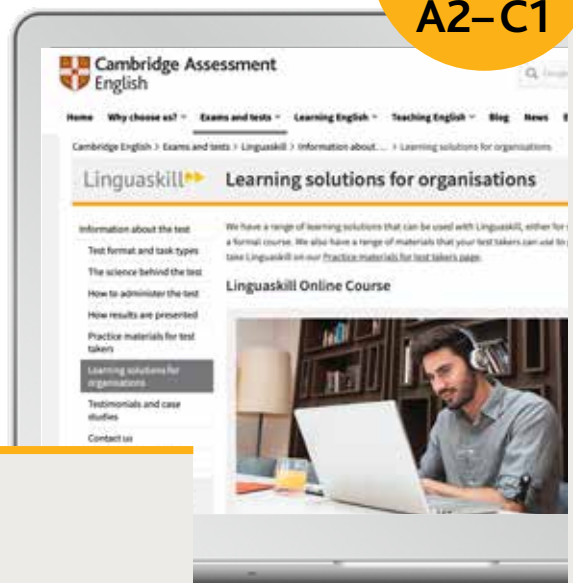 A2–C1
Cambridge Assessment
English
Home Why choose us? Exams and tests Learning English Teaching English Blog News
Cambridge English > Exams and tests > Linguaskill > Information about... > Learning solutions for organisations
Linguaskill
Learning solutions for organisations
Information about the test
Test format and task types
The science behind the test
How to administer the test
How results are presented
Practice materials for test
takers
Learning solutions for
organisations
Testimonials and case
studies
Contact us
We have a range of learning solutions that can be used with Linguaskill, either for
a formal course. We also have a range of materials that your test takers can use to
take Linguaskill on our Practice materials for test takers page.
Linguaskill Online Course